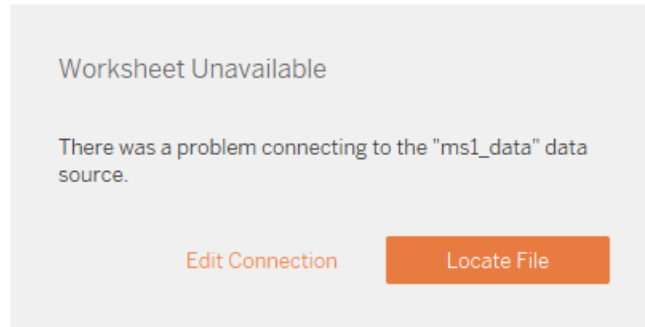 Worksheet Unavailable
There was a problem connecting to the "ms1_data" data
source.
Edit Connection
Locate File